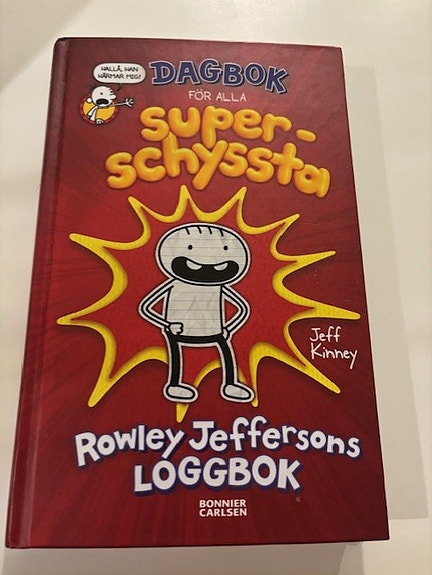 HALLÅ, HAN
HÄRMAR MIG!
DAGBOK
FÖR ALLA
super-
schyssta
Jeff
Kinney
Rowley Jeffersons
LOGGBOK
BONNIER
CARLSEN